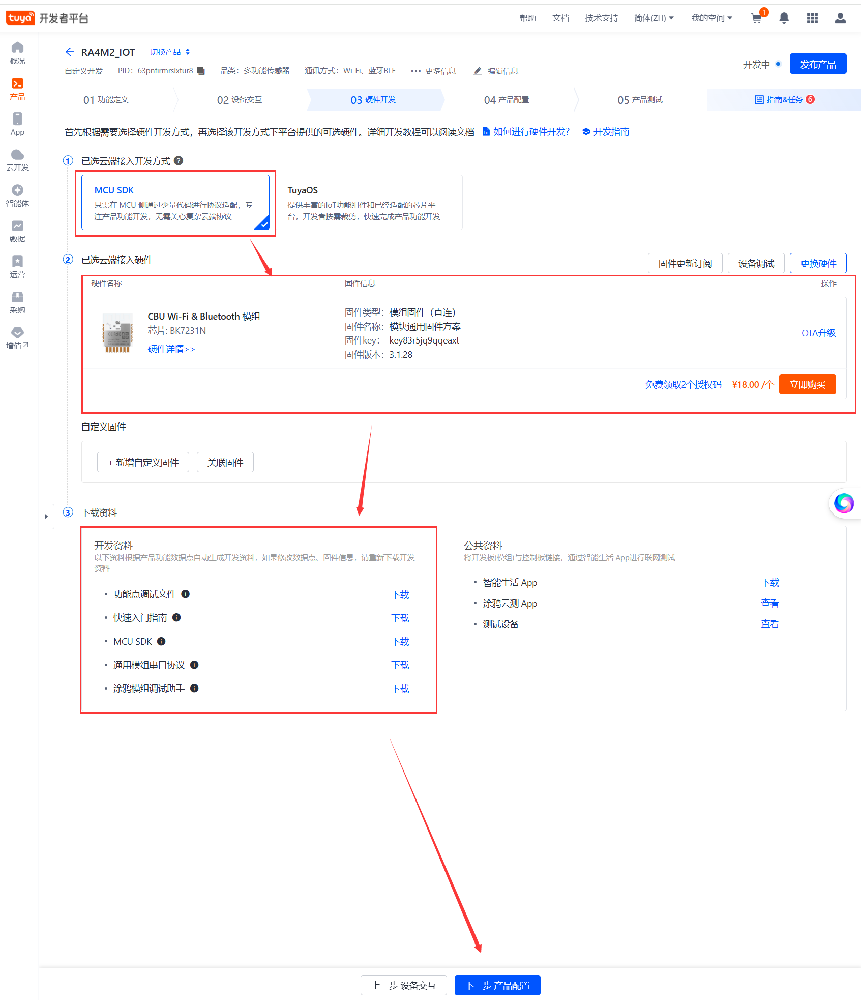 tuya 开发者平台
帮助 文档 技术支持 简体(ZH) 我的空间 1
概况
产品
App
云开发
智能体
数据
运营
采购
增值
RA4M2_IOT 切换产品
自定义开发 PID: 63pnfirmrslxtur8 品类: 多功能传感器 通讯方式: Wi-Fi、蓝牙BLE ··· 更多信息 编辑信息
开发中 发布产品
01 功能定义 02 设备交互 03 硬件开发 04 产品配置 05 产品测试 指南&任务 6
首先根据需要选择硬件开发方式，再选择该开发方式下平台提供的可选硬件。详细开发教程可以阅读文档 如何进行硬件开发? 开发指南
1 已选云端接入开发方式 ?
MCU SDK
只需在 MCU 侧通过少量代码进行协议适配，专
注产品功能开发，无需关心复杂云端协议
TuyaOS
提供丰富的IoT功能组件和已经适配的芯片平
台，开发者按需裁剪，快速完成产品功能开发
2 已选云端接入硬件
固件更新订阅 设备调试 更换硬件
硬件名称 固件信息 操作
CBU Wi-Fi & Bluetooth 模组
芯片: BK7231N
硬件详情>>
固件类型: 模组固件（直连）
固件名称: 模块通用固件方案
固件key: key83r5jq9qqeaxt
固件版本: 3.1.28
OTA升级
免费领取2个授权码 ¥18.00 /个 立即购买
自定义固件
+ 新增自定义固件 关联固件
3 下载资料
开发资料
以下资料根据产品功能数据点自动生成开发资料，如果修改数据点、固件信息，请重新下载开发
资料
• 功能点调试文件 下载
• 快速入门指南 下载
• MCU SDK 下载
• 通用模组串口协议 下载
• 涂鸦模组调试助手 下载
公共资料
将开发板(模组)与控制板链接，通过智能生活 App进行联网测试
• 智能生活 App 下载
• 涂鸦云测 App 查看
• 测试设备 查看
上一步 设备交互 下一步 产品配置